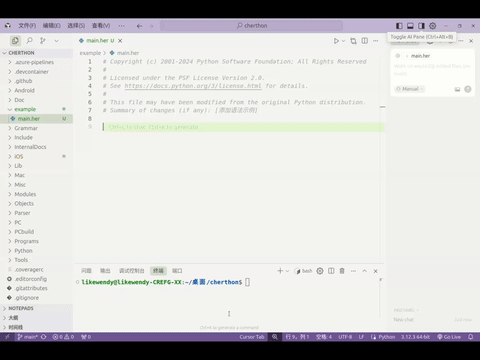 文件(F) 编辑(E) 选择(S) 查看(V) ···
cherthon
Toggle AI Pane (Ctrl+Alt+B)
CHERTHON
.azure-pipelines
.devcontainer
.github
Android
Doc
example
main.her U
Grammar
Include
InternalDocs
iOS
Lib
Mac
Misc
Modules
Objects
Parser
PC
PCbuild
Programs
Python
Tools
.coveragerc
.editorconfig
.gitattributes
.gitignore
NOTEPADS
大纲
时间线
main.her U
example > main.her
1 # Copyright (c) 2001-2024 Python Software Foundation; All Rights Reserved
2 #
3 # Licensed under the PSF License Version 2.0.
4 # See https://docs.python.org/3/license.html for details.
5 #
6 # This file may have been modified from the original Python distribution.
7 # Summary of changes (if any): [添加语法示例]
8
9
main.her
Manual
New chat
问题 输出 调试控制台 终端 端口
bash
likewendy@likewendy-CREFG-XX:~/桌面/cherthon$
Ctrl+K to generate a command
main* 0 0 0
Cursor Tab 行 9，列 1 空格: 4 UTF-8 LF Python 3.12.3 64-bit Go Live